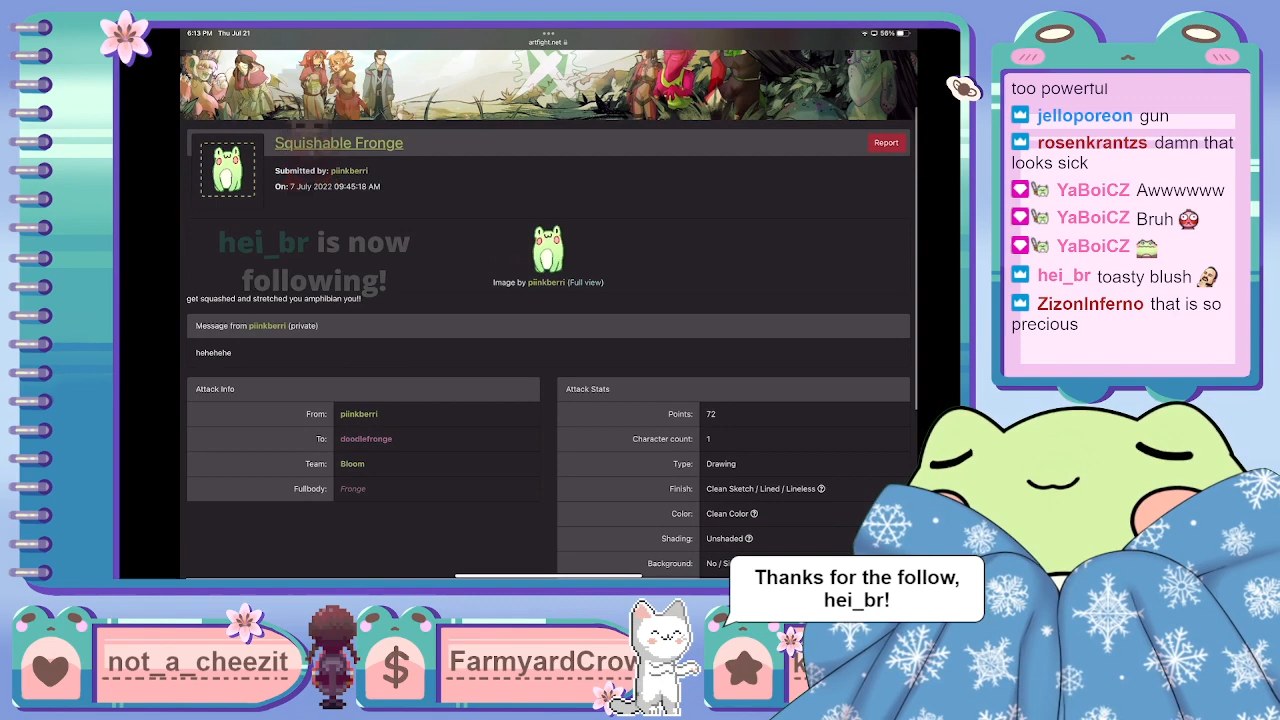 6:13 PM Thu Jul 21
artfight.net
56%
Squishable Fronge
Report
Submitted by: piinkberri
On: 7 July 2022 09:45:18 AM
hei_br is now
following!
Image by piinkberri (Full view)
get squashed and stretched you amphibian you!!
Message from piinkberri (private)
hehehehe
Attack Info
From: piinkberri
To: doodlefronge
Team: Bloom
Fullbody: Fronge
Attack Stats
Points: 72
Character count: 1
Type: Drawing
Finish: Clean Sketch / Lined / Lineless
Color: Clean Color
Shading: Unshaded
Background: No / S
too powerful
jelloporeon gun
rosenkrantzs damn that
looks sick
YaBoiCZ Awwwwww
YaBoiCZ Bruh
YaBoiCZ
hei_br toasty blush
ZizonInferno that is so
precious
Thanks for the follow,
hei_br!
not_a_cheezit
$
FarmyardCrow